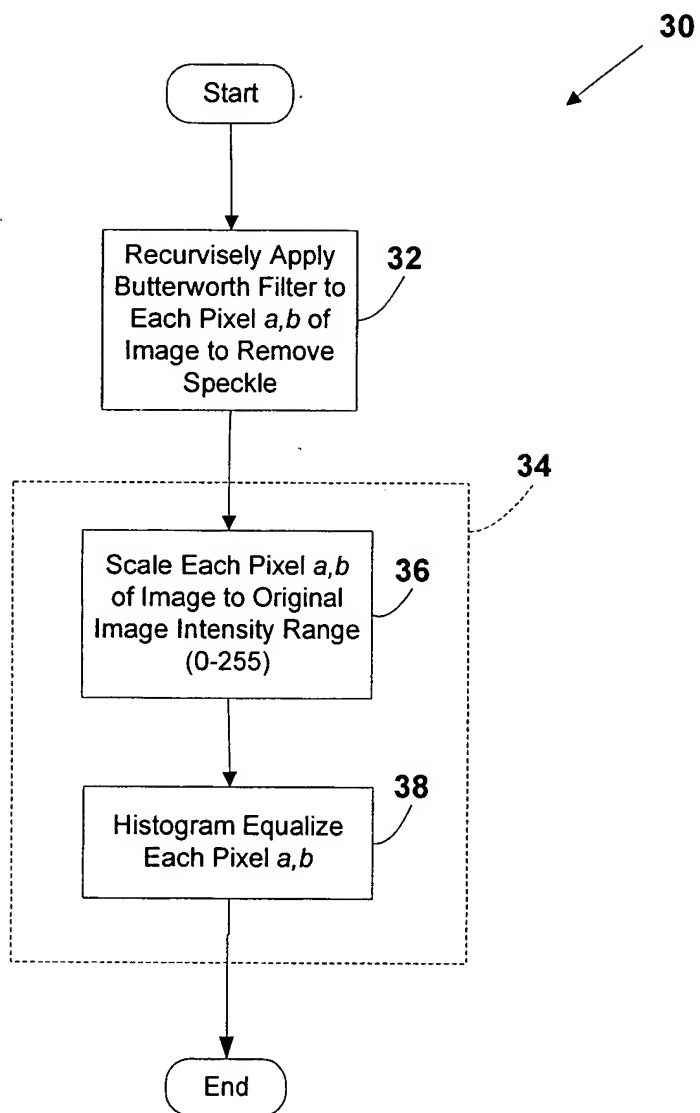 30
Start
Recurvisely Apply
Butterworth Filter to
Each Pixel a,b of
Image to Remove
Speckle
32
34
Scale Each Pixel a,b
of Image to Original
Image Intensity Range
(0-255)
36
Histogram Equalize
Each Pixel a,b
38
End